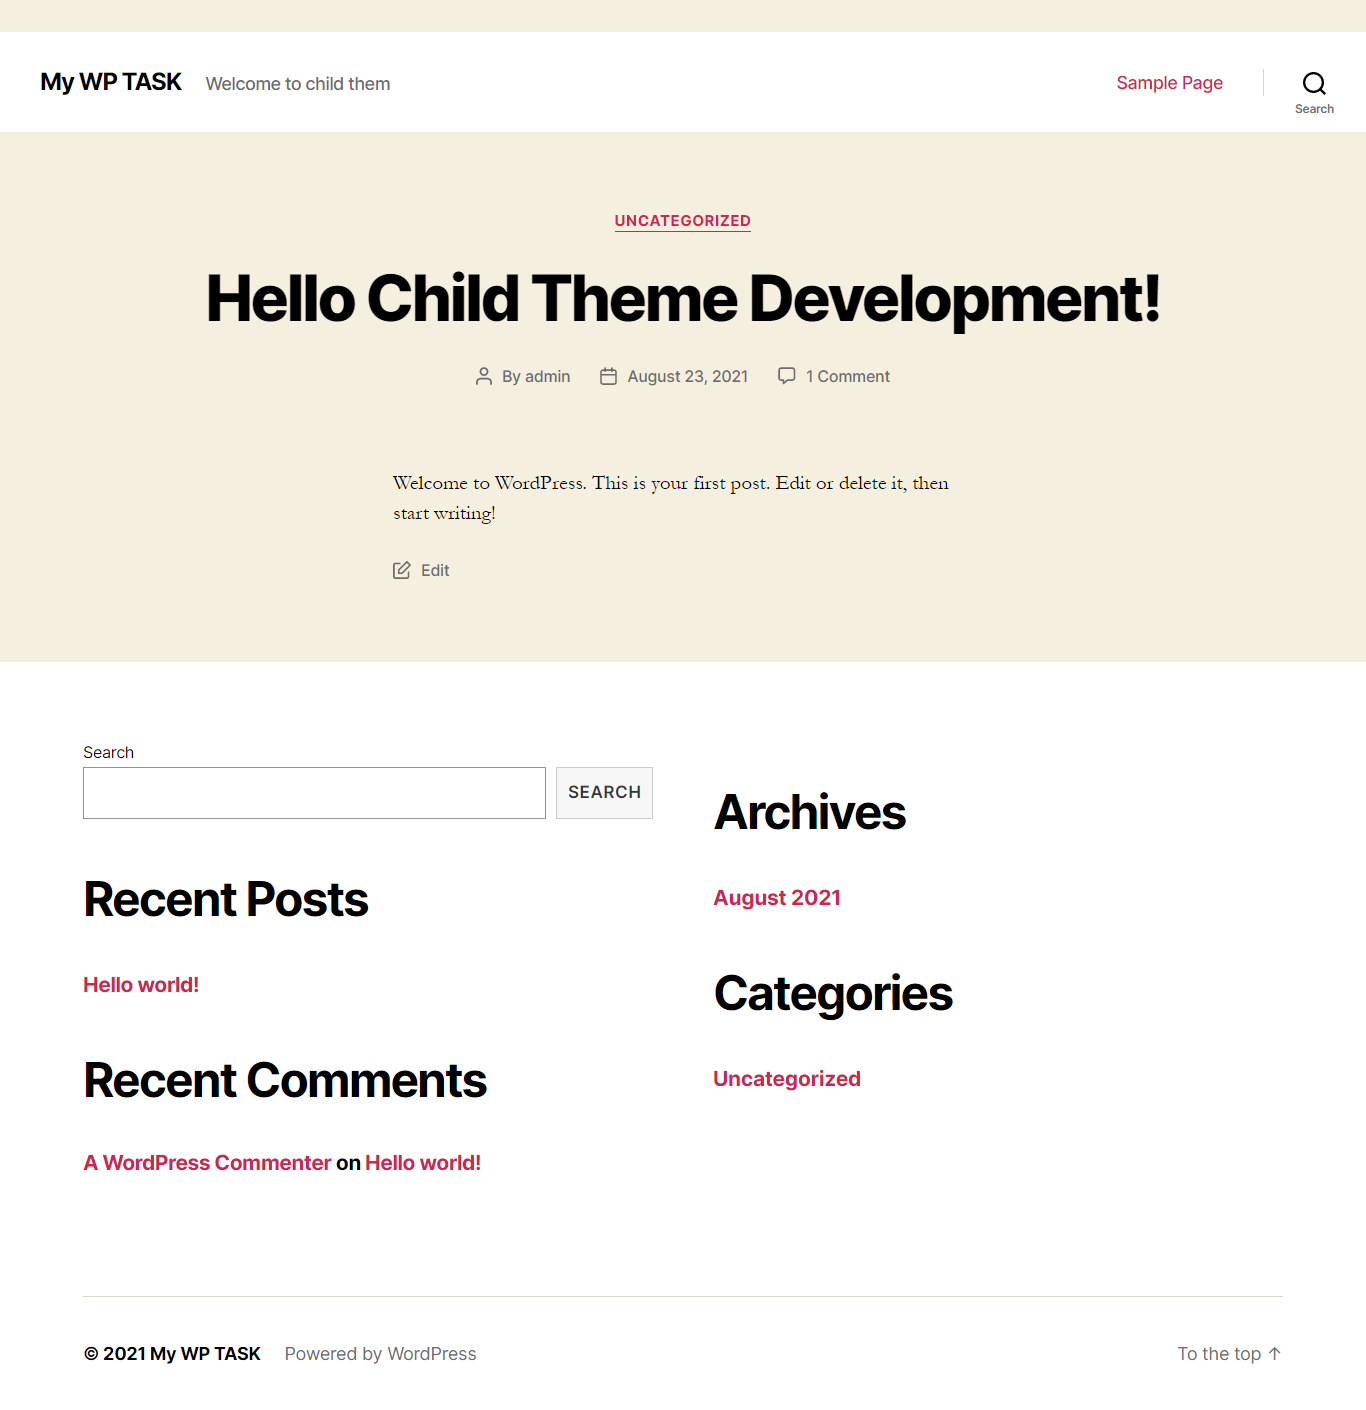 My WP TASK
Welcome to child them
Sample Page
Search
UNCATEGORIZED
Hello Child Theme Development!
By admin
August 23, 2021
1 Comment
Welcome to WordPress. This is your first post. Edit or delete it, then
start writing!
Edit
Search
SEARCH
Recent Posts
Hello world!
Recent Comments
A WordPress Commenter on Hello world!
Archives
August 2021
Categories
Uncategorized
© 2021 My WP TASK
Powered by WordPress
To the top ↑